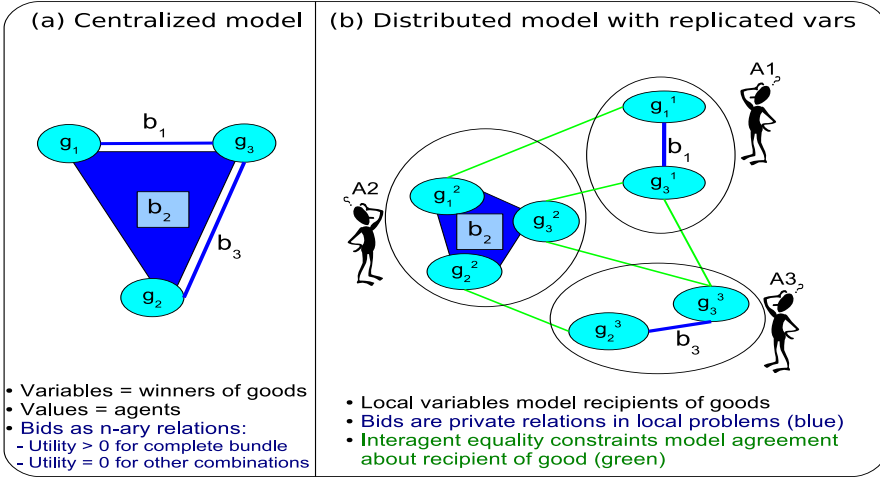 (a) Centralized model
g1
b1
g3
b2
b3
g2
• Variables = winners of goods
• Values = agents
• Bids as n-ary relations:
- Utility > 0 for complete bundle
- Utility = 0 for other combinations
(b) Distributed model with replicated vars
A1
?
g1^1
b1
g3^1
A2
?
g1^2
g3^2
b2
g2^2
A3
?
g3^3
g2^3
b3
• Local variables model recipients of goods
• Bids are private relations in local problems (blue)
• Interagent equality constraints model agreement
about recipient of good (green)